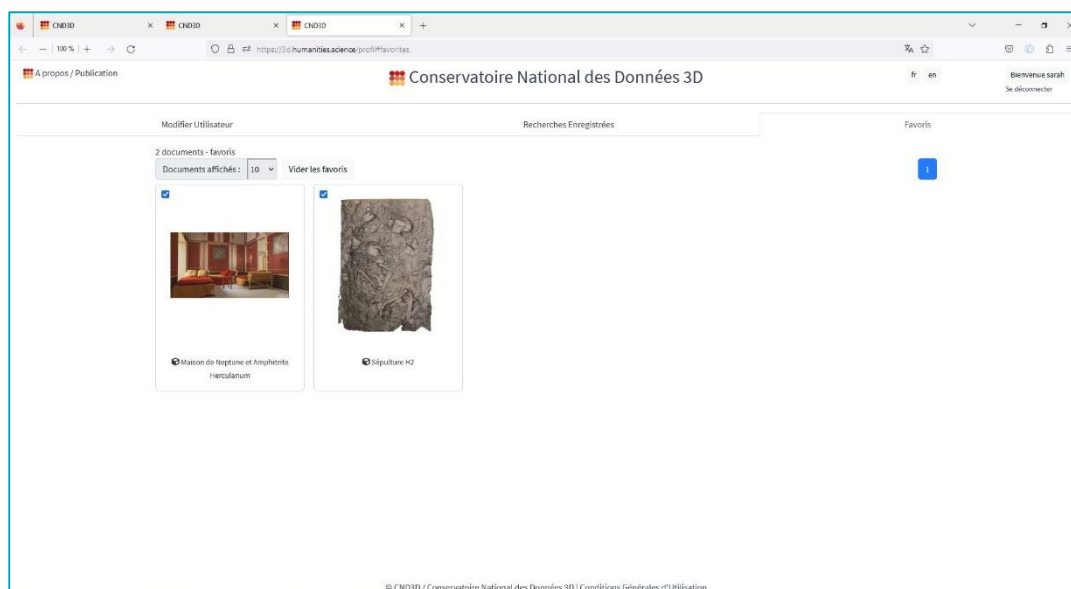 CND3D CND3D CND3D
100 % https://3d.humanities.science/profil#favorites
A propos / Publication Conservatoire National des Données 3D fr en Bienvenue sarah
Se déconnecter
Modifier Utilisateur Recherches Enregistrées Favoris
2 documents - favoris
Documents affichés : 10 Vider les favoris 1
Maison de Neptune et Amphitrite Sépulture H2
Herculanum
© CND3D / Conservatoire National des Données 3D | Conditions Générales d'Utilisation